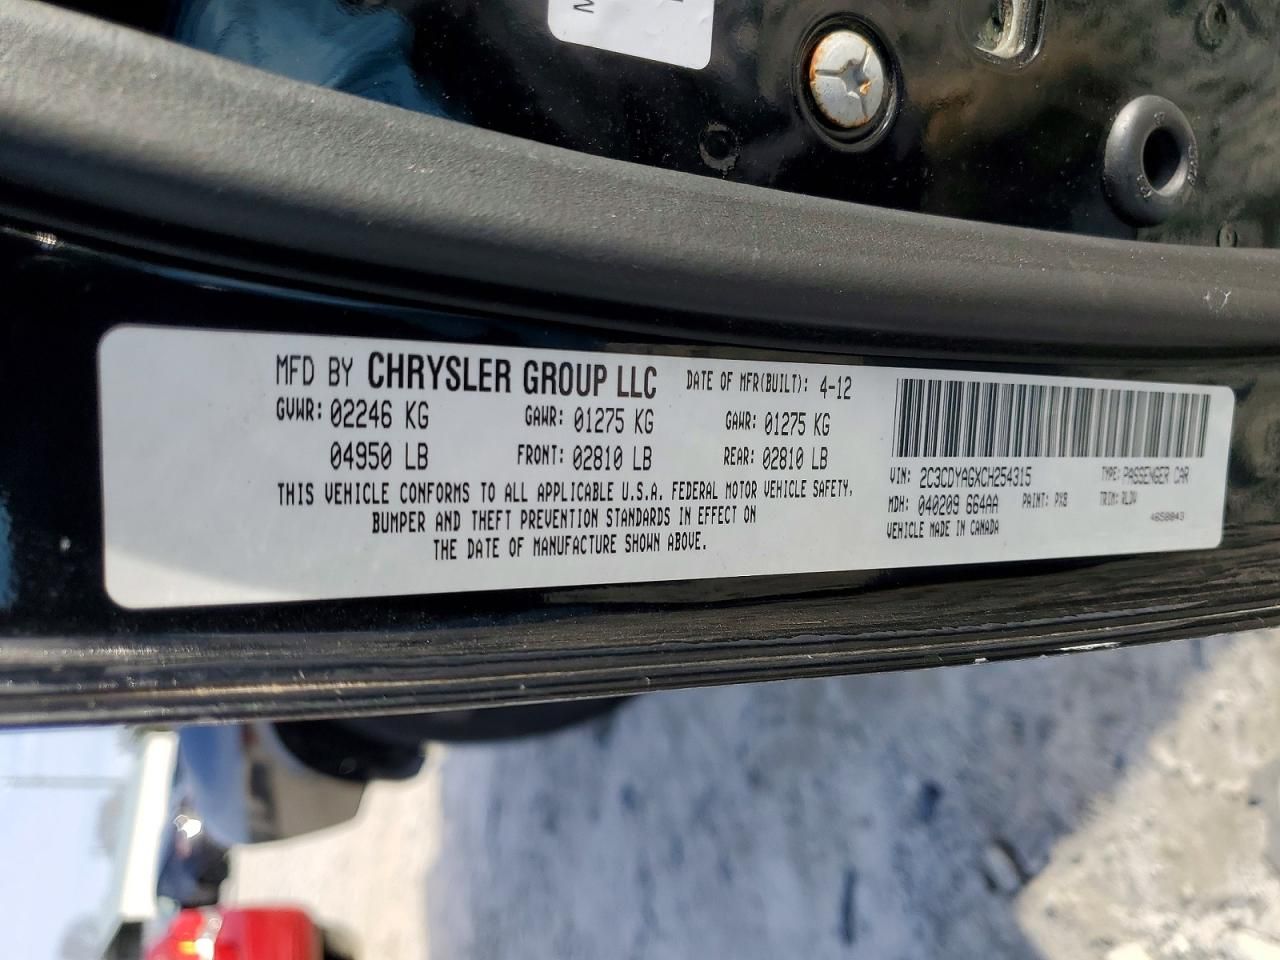 M
MFD BY CHRYSLER GROUP LLC DATE OF MFR(BUILT): 4-12
GVWR: 02246 KG GAWR: 01275 KG GAWR: 01275 KG
04950 LB FRONT: 02810 LB REAR: 02810 LB
THIS VEHICLE CONFORMS TO ALL APPLICABLE U.S.A. FEDERAL MOTOR VEHICLE SAFETY,
BUMPER AND THEFT PREVENTION STANDARDS IN EFFECT ON
THE DATE OF MANUFACTURE SHOWN ABOVE.
VIN: 2C3CDYAGXCH254315 TYPE: PASSENGER CAR
MDH: 040209 664AA PAINT: PX8 TRIM: RLDV
VEHICLE MADE IN CANADA